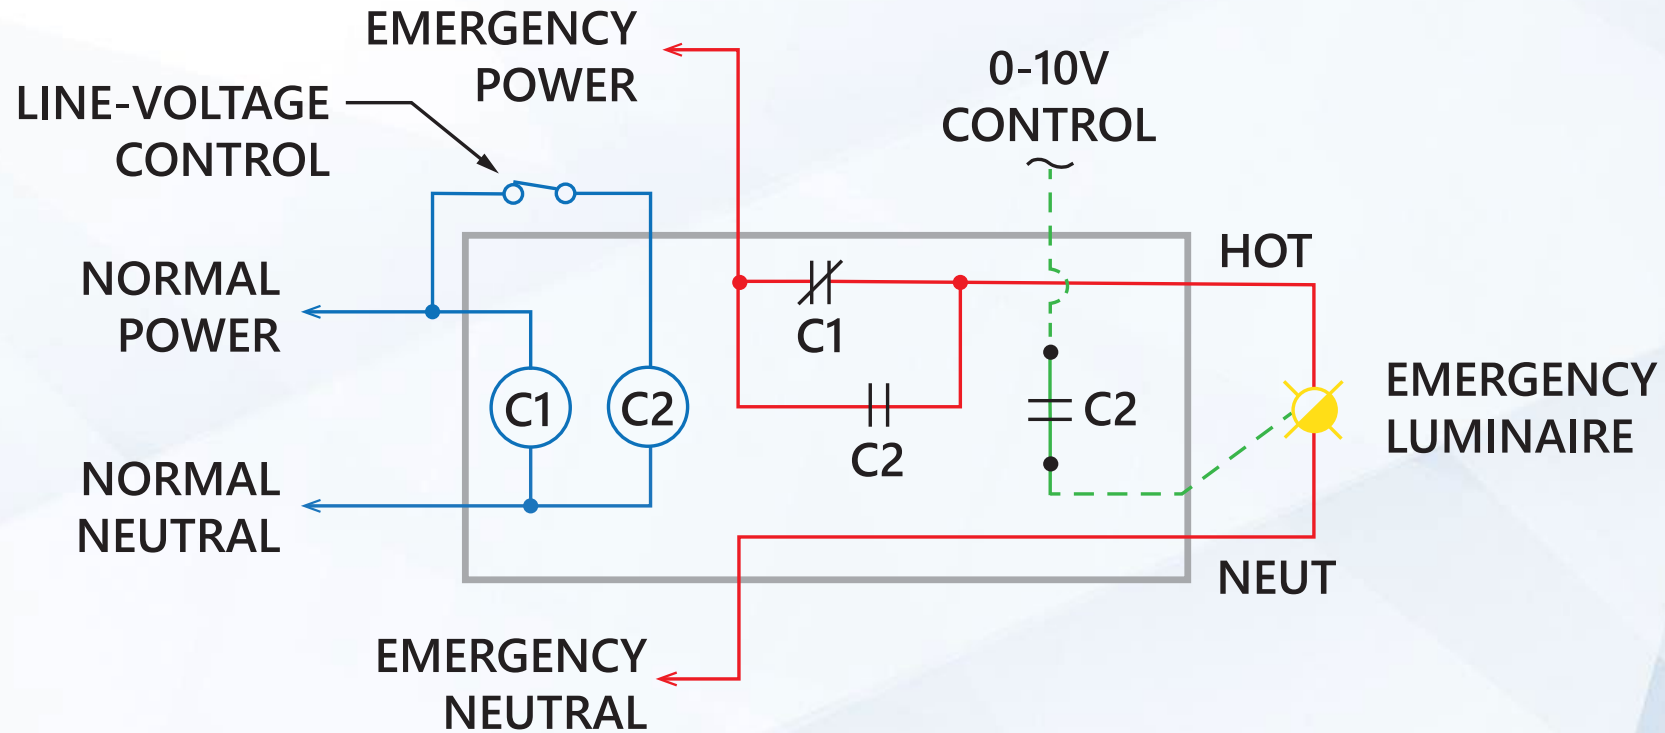 EMERGENCY
POWER
0-10V
CONTROL
LINE-VOLTAGE
CONTROL
HOT
NORMAL
POWER
C1
C1
C2
C2
C2
EMERGENCY
LUMINAIRE
NORMAL
NEUTRAL
NEUT
EMERGENCY
NEUTRAL